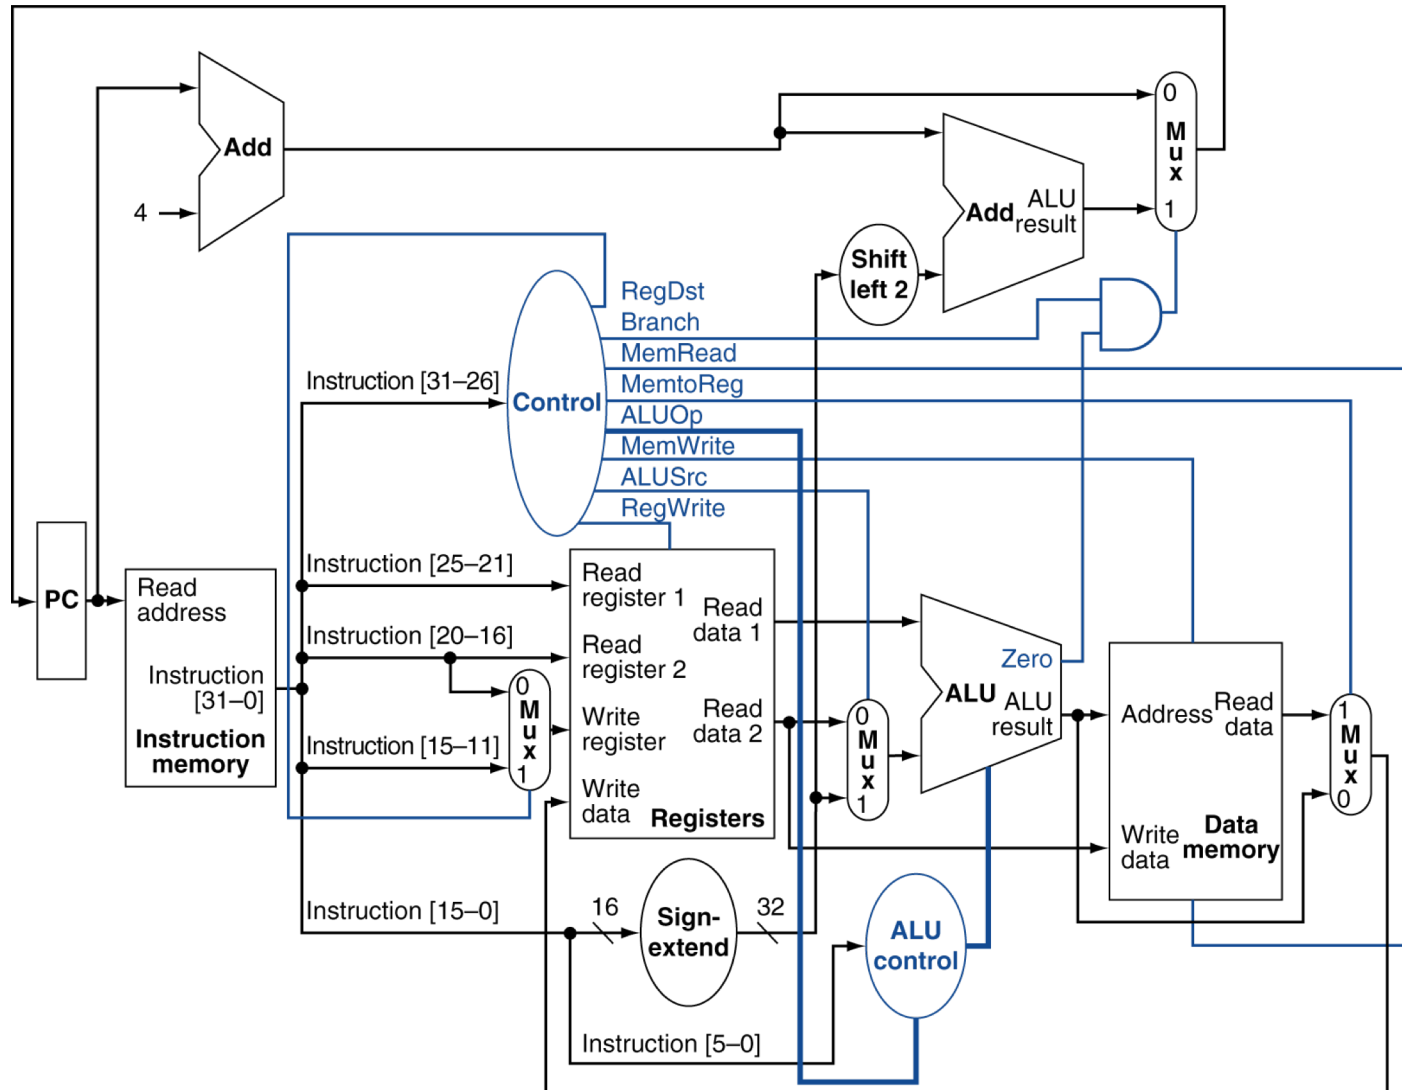 0
M
u
x
1
Add
4
Add
ALU
result
Shift
left 2
RegDst
Branch
MemRead
MemtoReg
ALUOp
MemWrite
ALUSrc
RegWrite
Instruction [31–26]
Control
PC
Read
address
Instruction
[31–0]
Instruction
memory
Instruction [25–21]
Instruction [20–16]
Instruction [15–11]
0
M
u
x
1
Read
register 1
Read
register 2
Write
register
Write
data
Read
data 1
Read
data 2
Registers
0
M
u
x
1
Zero
ALU
ALU
result
Address
Read
data
Write
data
Data
memory
1
M
u
x
0
Instruction [15–0]
16
Sign-
extend
32
ALU
control
Instruction [5–0]